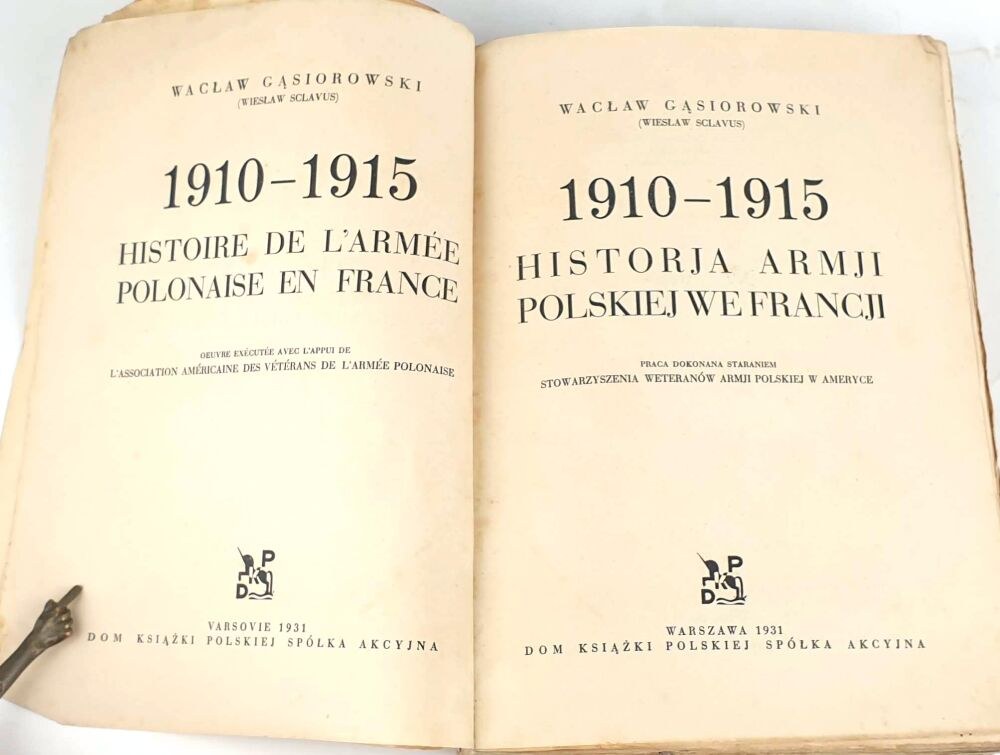 WACŁAW GĄSIOROWSKI
(WIESŁAW SCLAVUS)
1910–1915
HISTOIRE DE L'ARMÉE
POLONAISE EN FRANCE
OEUVRE EXÉCUTÉE AVEC L'APPUI DE
L'ASSOCIATION AMÉRICAINE DES VÉTÉRANS DE L'ARMÉE POLONAISE
P
K
D
VARSOVIE 1931
DOM KSIĄŻKI POLSKIEJ SPÓŁKA AKCYJNA
WACŁAW GĄSIOROWSKI
(WIESŁAW SCLAVUS)
1910–1915
HISTORJA ARMJI
POLSKIEJ WE FRANCJI
PRACA DOKONANA STARANIEM
STOWARZYSZENIA WETERANÓW ARMJI POLSKIEJ W AMERYCE
P
K
D
WARSZAWA 1931
DOM KSIĄŻKI POLSKIEJ SPÓŁKA AKCYJNA